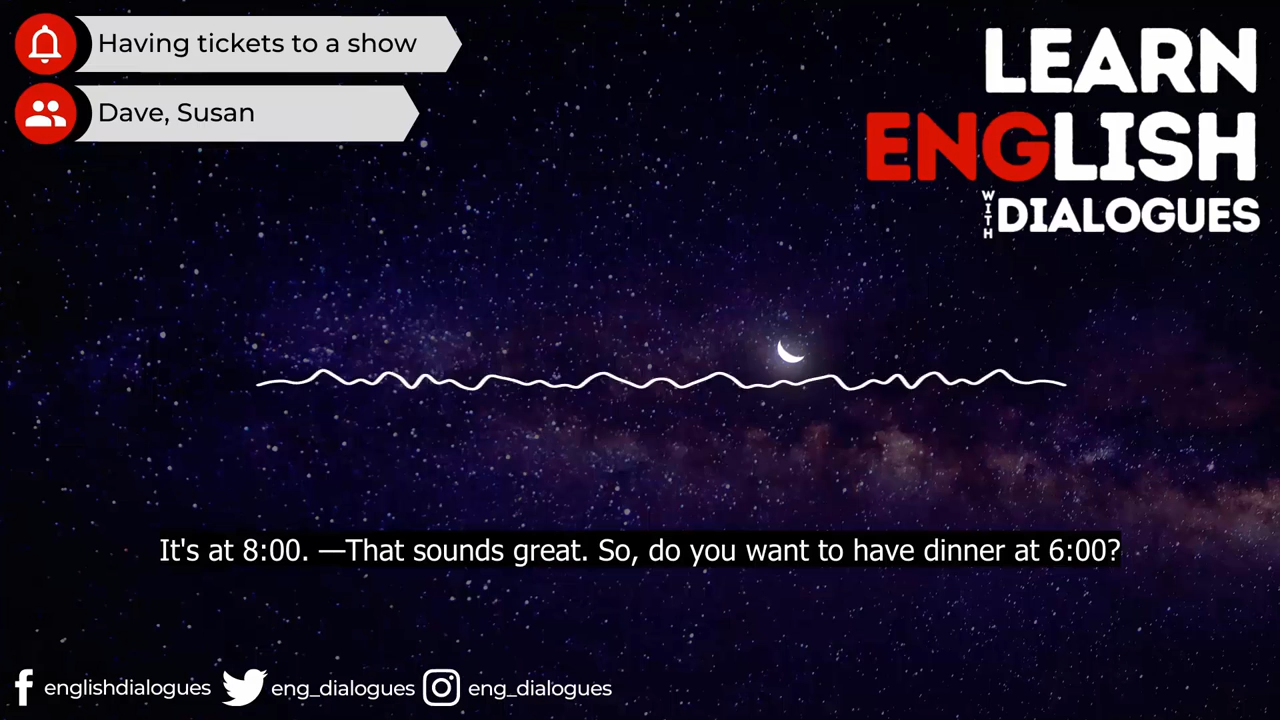 Having tickets to a show
Dave, Susan
LEARN
ENGLISH
WITH DIALOGUES
It's at 8:00. —That sounds great. So, do you want to have dinner at 6:00?
englishdialogues eng_dialogues eng_dialogues